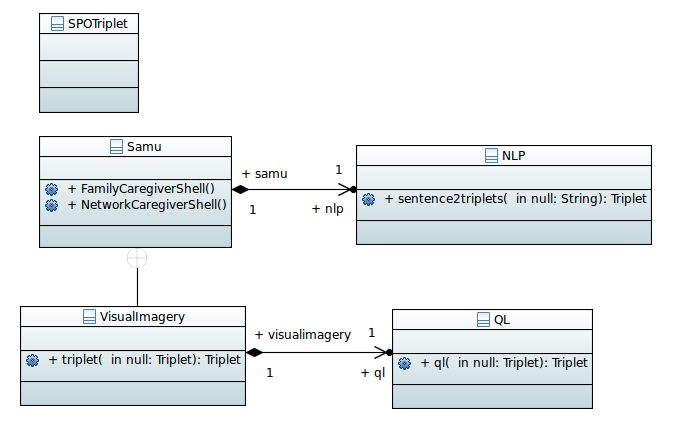 SPOTriplet
Samu
+ FamilyCaregiverShell()
+ NetworkCaregiverShell()
+ samu
1
1
+ nlp
NLP
+ sentence2triplets(  in null: String): Triplet
VisualImagery
+ triplet(  in null: Triplet): Triplet
+ visualimagery
1
1
+ ql
QL
+ ql(  in null: Triplet): Triplet